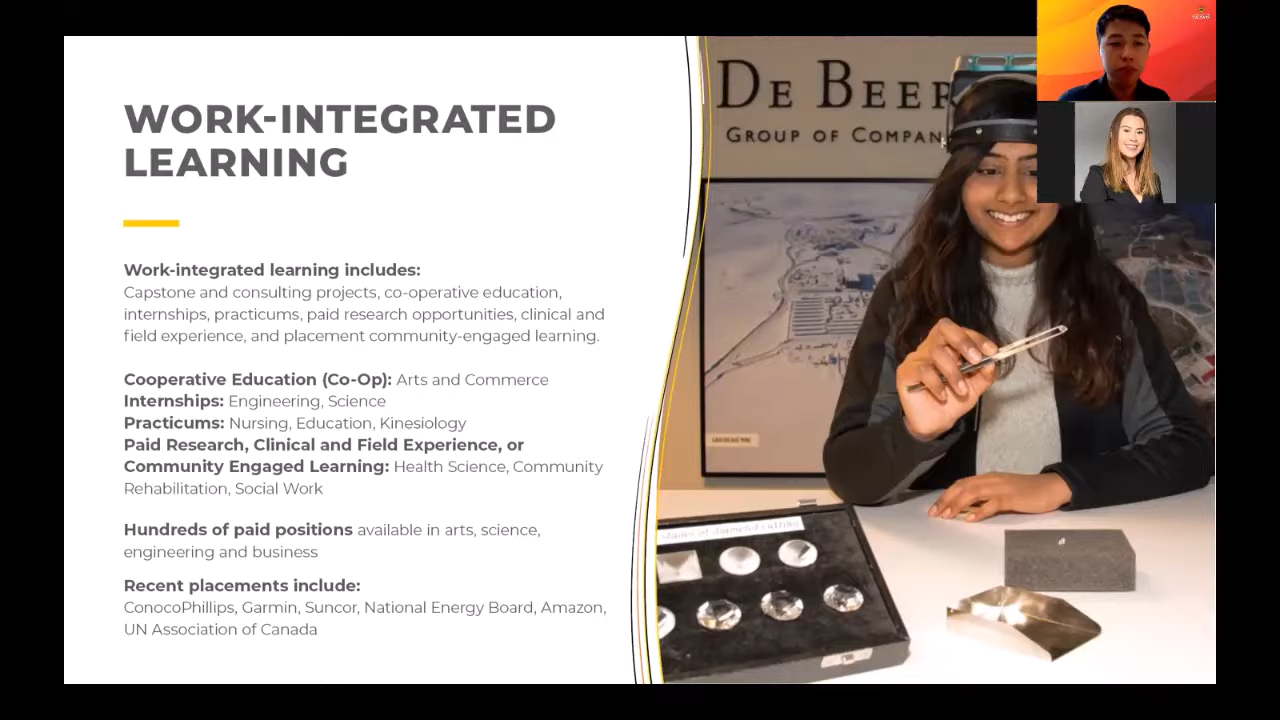 WORK-INTEGRATED
LEARNING
Work-integrated learning includes:
Capstone and consulting projects, co-operative education,
internships, practicums, paid research opportunities, clinical and
field experience, and placement community-engaged learning.
Cooperative Education (Co-Op): Arts and Commerce
Internships: Engineering, Science
Practicums: Nursing, Education, Kinesiology
Paid Research, Clinical and Field Experience, or
Community Engaged Learning: Health Science, Community
Rehabilitation, Social Work
Hundreds of paid positions available in arts, science,
engineering and business
Recent placements include:
ConocoPhillips, Garmin, Suncor, National Energy Board, Amazon,
UN Association of Canada
DE BEER
GROUP OF COMPAN
stages of diamond cutting